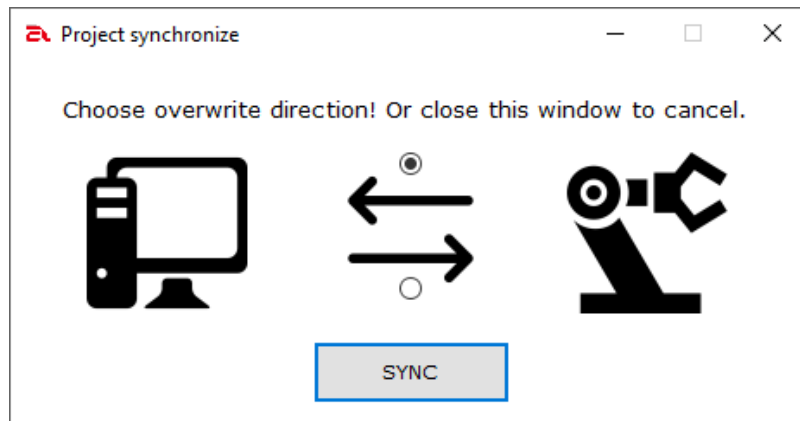 Project synchronize
Choose overwrite direction! Or close this window to cancel.
SYNC